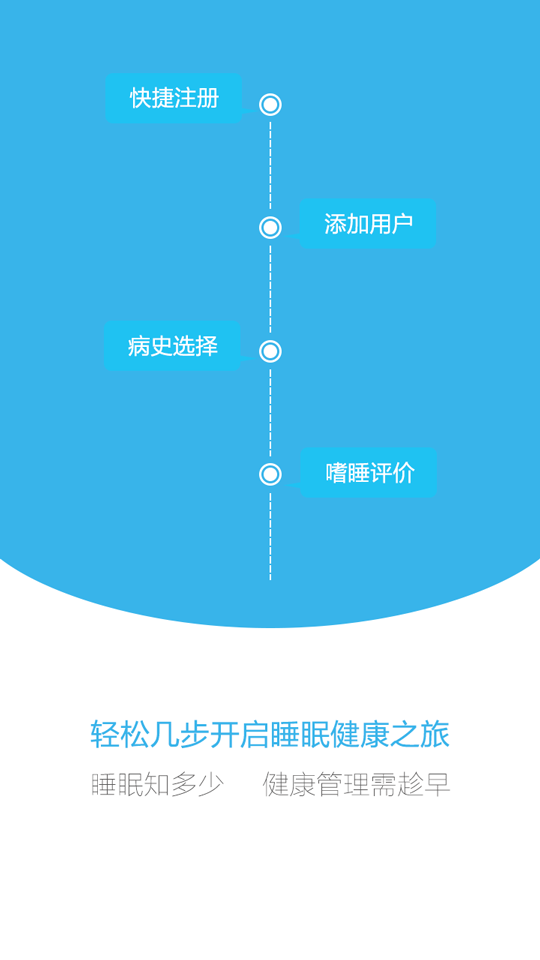 快捷注册
添加用户
病史选择
嗜睡评价
轻松几步开启睡眠健康之旅
睡眠知多少 健康管理需趁早